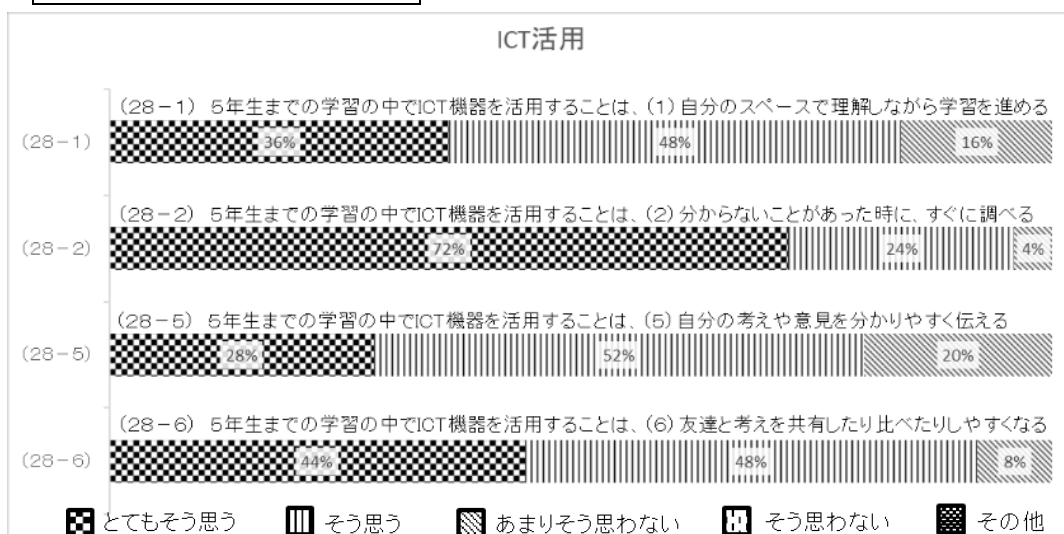 ICT活用
(28-1) 5年生までの学習の中でICT機器を活用することは、(1)自分のスペースで理解しながら学習を進める
(28-1)
36%
48%
16%
(28-2) 5年生までの学習の中でICT機器を活用することは、(2)分からないことがあった時に、すぐに調べる
(28-2)
72%
24%
4%
(28-5) 5年生までの学習の中でICT機器を活用することは、(5)自分の考えや意見を分かりやすく伝える
(28-5)
28%
52%
20%
(28-6) 5年生までの学習の中でICT機器を活用することは、(6)友達と考えを共有したり比べたりしやすくなる
(28-6)
44%
48%
8%
とてもそう思う そう思う あまりそう思わない そう思わない その他